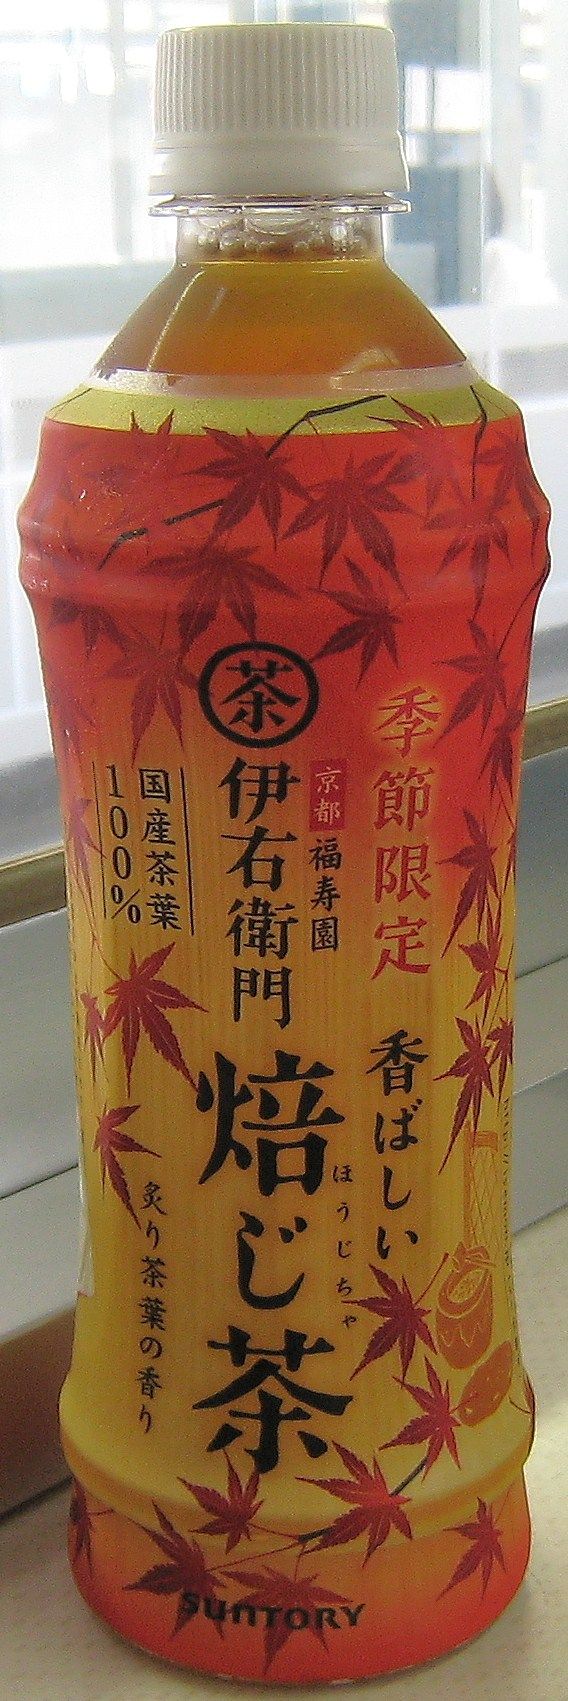 季節限定
香ばしい
京都 福寿園
茶
伊右衛門
焙じ茶
ほうじちゃ
国産茶葉
100%
炙り茶葉の香り
SUNTORY